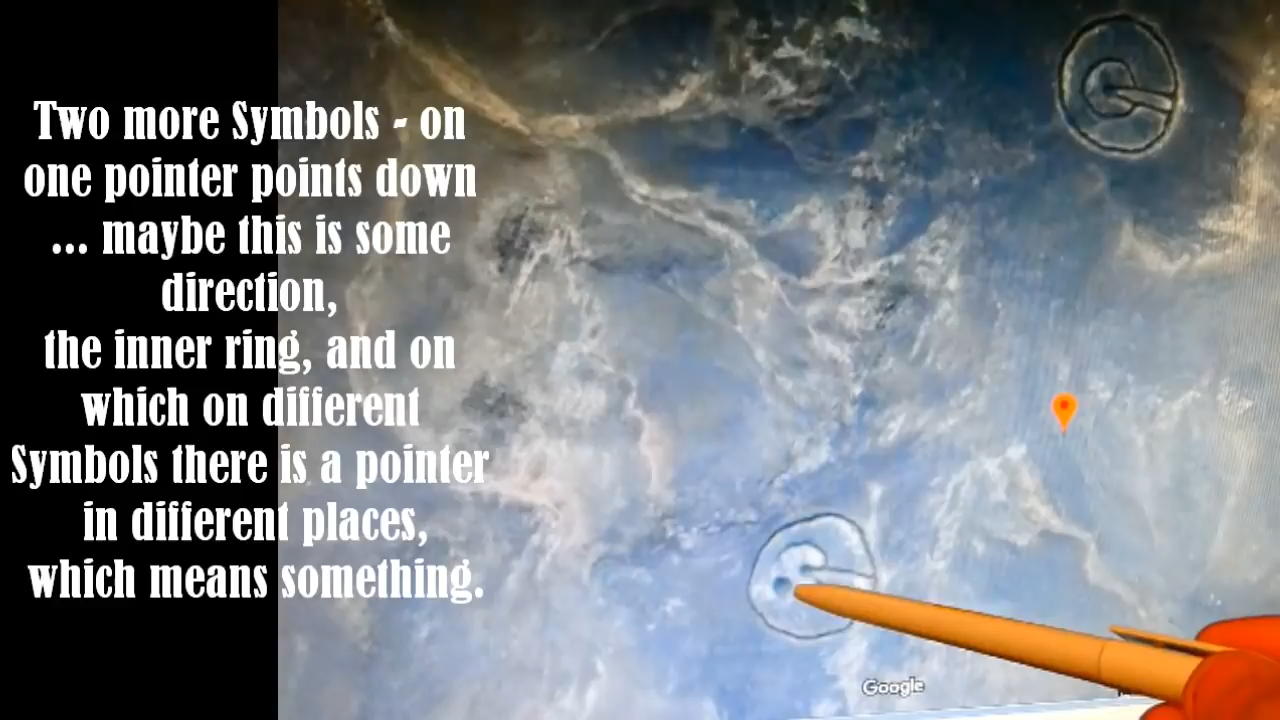 Two more Symbols - on
one pointer points down
... maybe this is some
direction,
the inner ring, and on
which on different
Symbols there is a pointer
in different places,
which means something.
Google